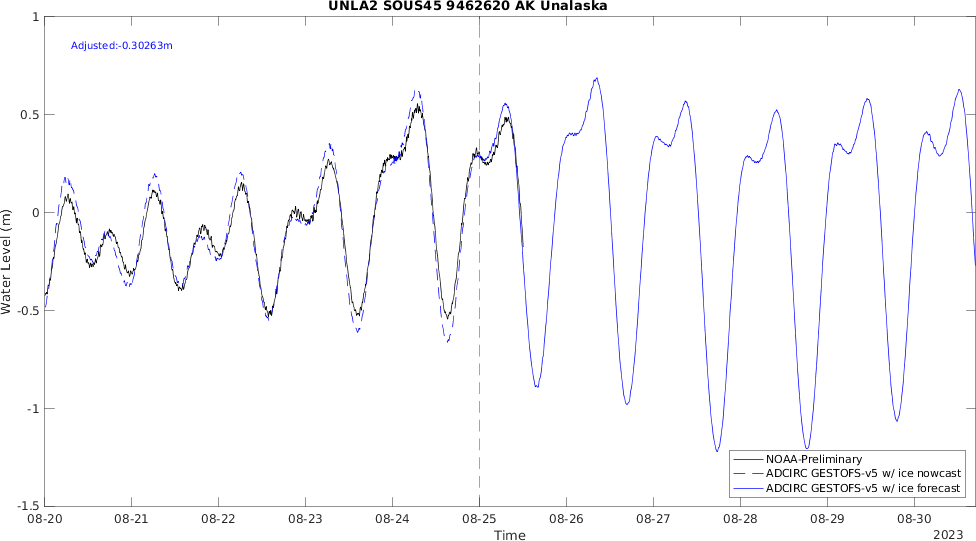 UNLA2 SOUS45 9462620 AK Unalaska
Adjusted:-0.30263m
Water Level (m)
1
0.5
0
-0.5
-1
-1.5
NOAA-Preliminary
ADCIRC GESTOFS-v5 w/ ice nowcast
ADCIRC GESTOFS-v5 w/ ice forecast
08-20 08-21 08-22 08-23 08-24 08-25 08-26 08-27 08-28 08-29 08-30
Time
2023